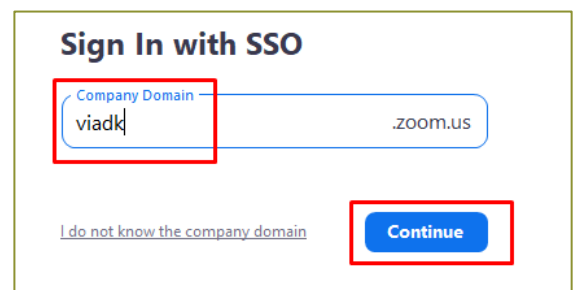 Sign In with SSO
Company Domain
viadk .zoom.us
I do not know the company domain Continue